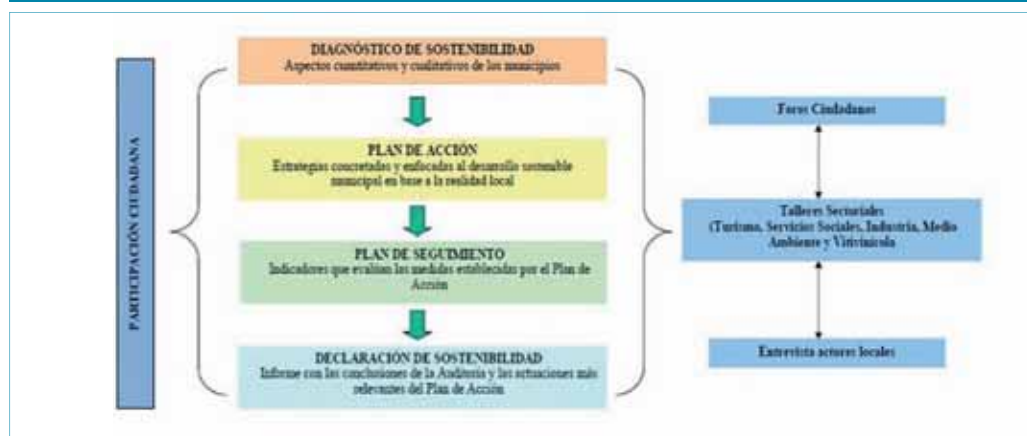 PARTICIPACIÓN CIUDADANA
DIAGNÓSTICO DE SOSTENIBILIDAD
Aspectos cuantitativos y cualitativos de los municipios
PLAN DE ACCIÓN
Estrategias concretadas y enfocadas al desarrollo sostenible
municipal en base a la realidad local
PLAN DE SEGUIMIENTO
Indicadores que evalúan las medidas establecidas por el Plan de
Acción
DECLARACIÓN DE SOSTENIBILIDAD
Informe con las conclusiones de la Auditoría y las actuaciones más
relevantes del Plan de Acción
Foros Ciudadanos
Talleres Sectoriales
(Turismo, Servicios Sociales, Industria, Medio
Ambiente y Vitivinícola
Entrevista actores locales